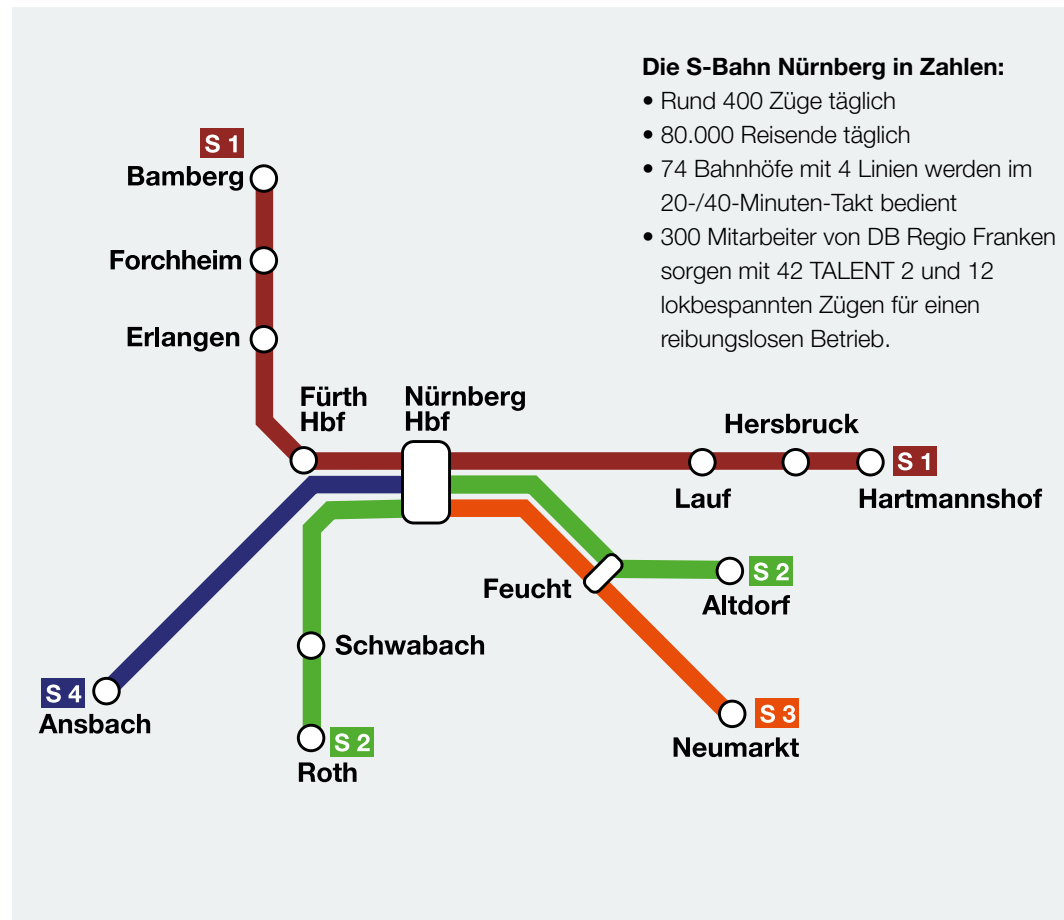 Die S-Bahn Nürnberg in Zahlen:
• Rund 400 Züge täglich
• 80.000 Reisende täglich
• 74 Bahnhöfe mit 4 Linien werden im
20-/40-Minuten-Takt bedient
• 300 Mitarbeiter von DB Regio Franken
sorgen mit 42 TALENT 2 und 12
lokbespannten Zügen für einen
reibungslosen Betrieb.
S 1
Bamberg
Forchheim
Erlangen
Fürth
Hbf
Nürnberg
Hbf
Hersbruck
S 1
Lauf
Hartmannshof
Feucht
S 2
Altdorf
Schwabach
S 4
Ansbach
S 2
Roth
S 3
Neumarkt